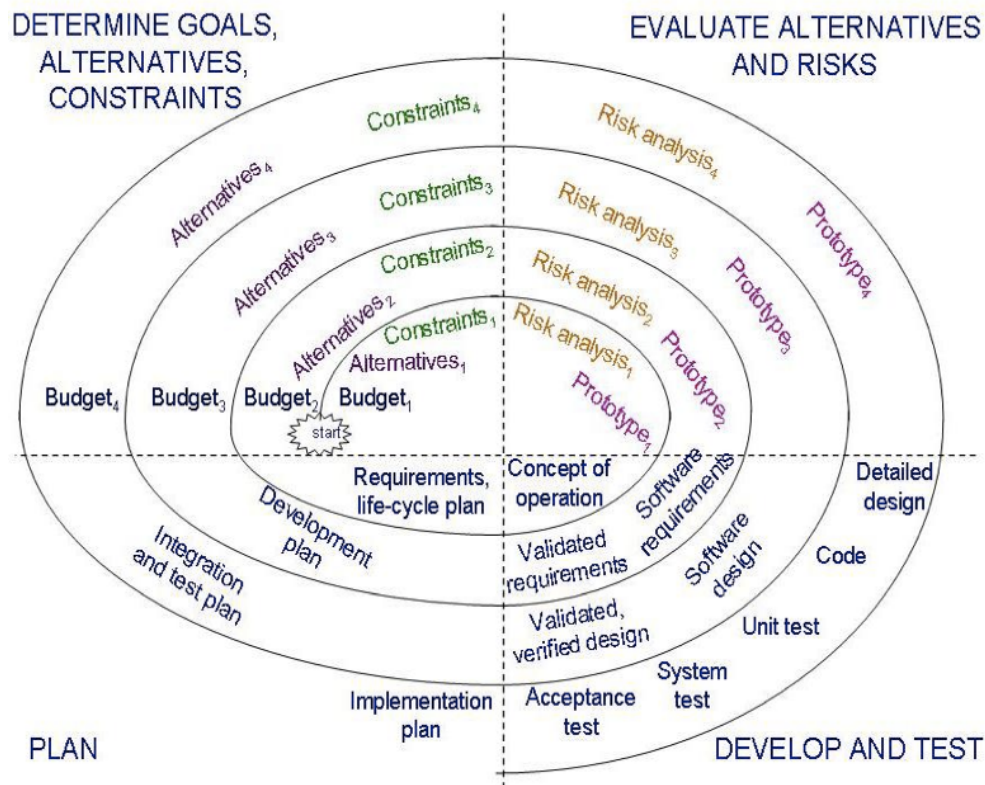 DETERMINE GOALS,
ALTERNATIVES,
CONSTRAINTS
EVALUATE ALTERNATIVES
AND RISKS
Constraints₄
Alternatives₄
Constraints₃
Alternatives₃
Constraints₂
Alternatives₂
Constraints₁
Alternatives₁
Risk analysis₄
Risk analysis₃
Risk analysis₂
Risk analysis₁
Prototype₄
Prototype₃
Prototype₂
Prototype₁
Budget₄
Budget₃
Budget₂
Budget₁
start
Requirements,
life-cycle plan
Concept of
operation
Software
requirements
Detailed
design
Development
plan
Validated
requirements
Software
design
Code
Integration
and test plan
Validated,
verified design
Unit test
Implementation
plan
Acceptance
test
System
test
PLAN
DEVELOP AND TEST